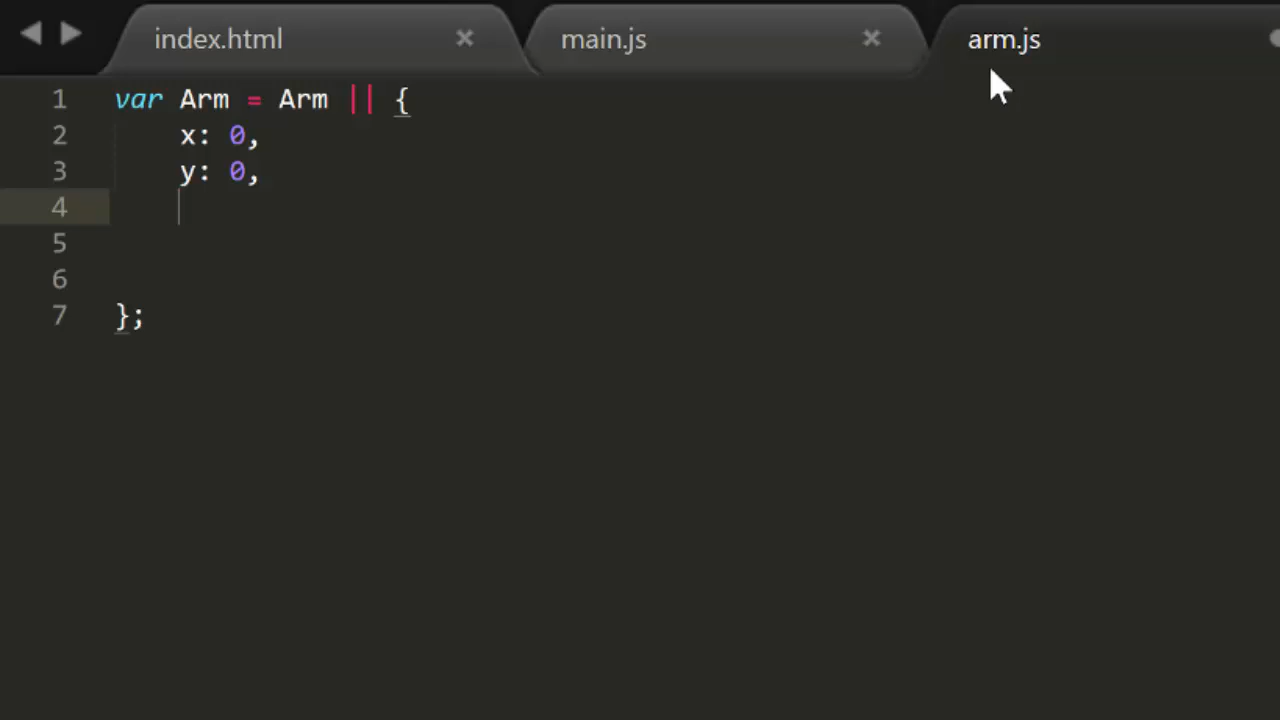 index.html × main.js × arm.js
1 var Arm = Arm || {
2 x: 0,
3 y: 0,
4
5
6
7 };